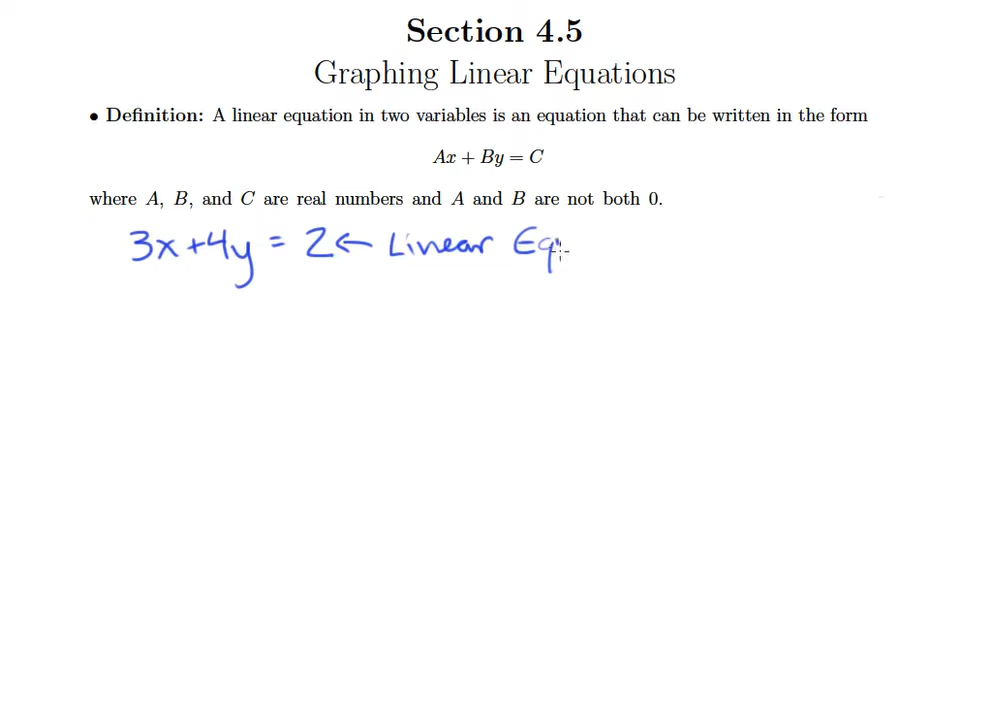 Section 4.5
Graphing Linear Equations
• Definition: A linear equation in two variables is an equation that can be written in the form
Ax + By = C
where A, B, and C are real numbers and A and B are not both 0.
3x+4y = 2 ← Linear Eq